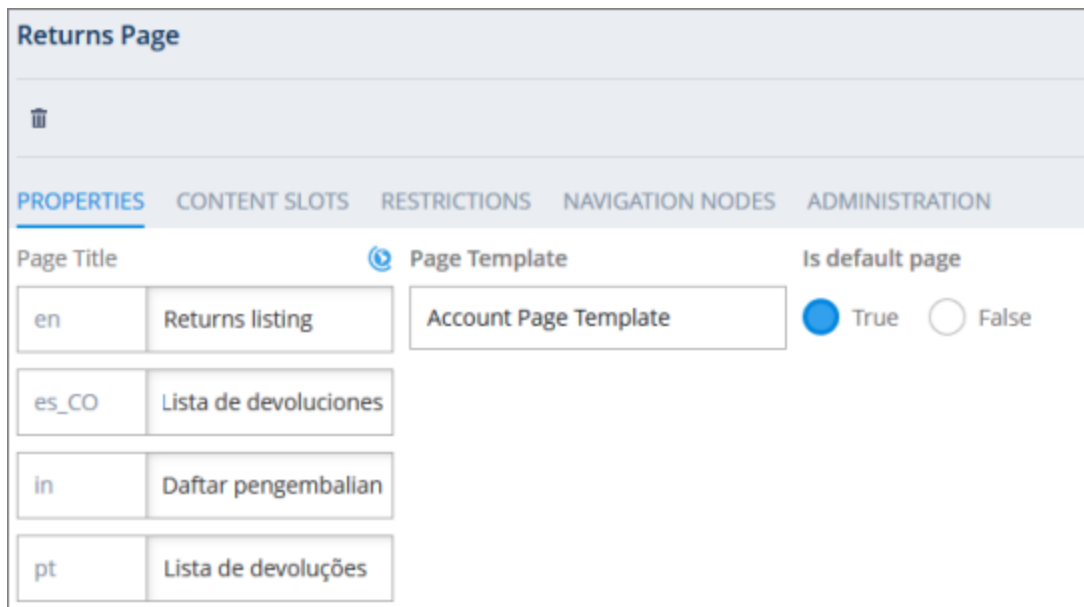 Returns Page
PROPERTIES CONTENT SLOTS RESTRICTIONS NAVIGATION NODES ADMINISTRATION
Page Title Page Template Is default page
en Returns listing Account Page Template True False
es_CO Lista de devoluciones
in Daftar pengembalian
pt Lista de devoluções